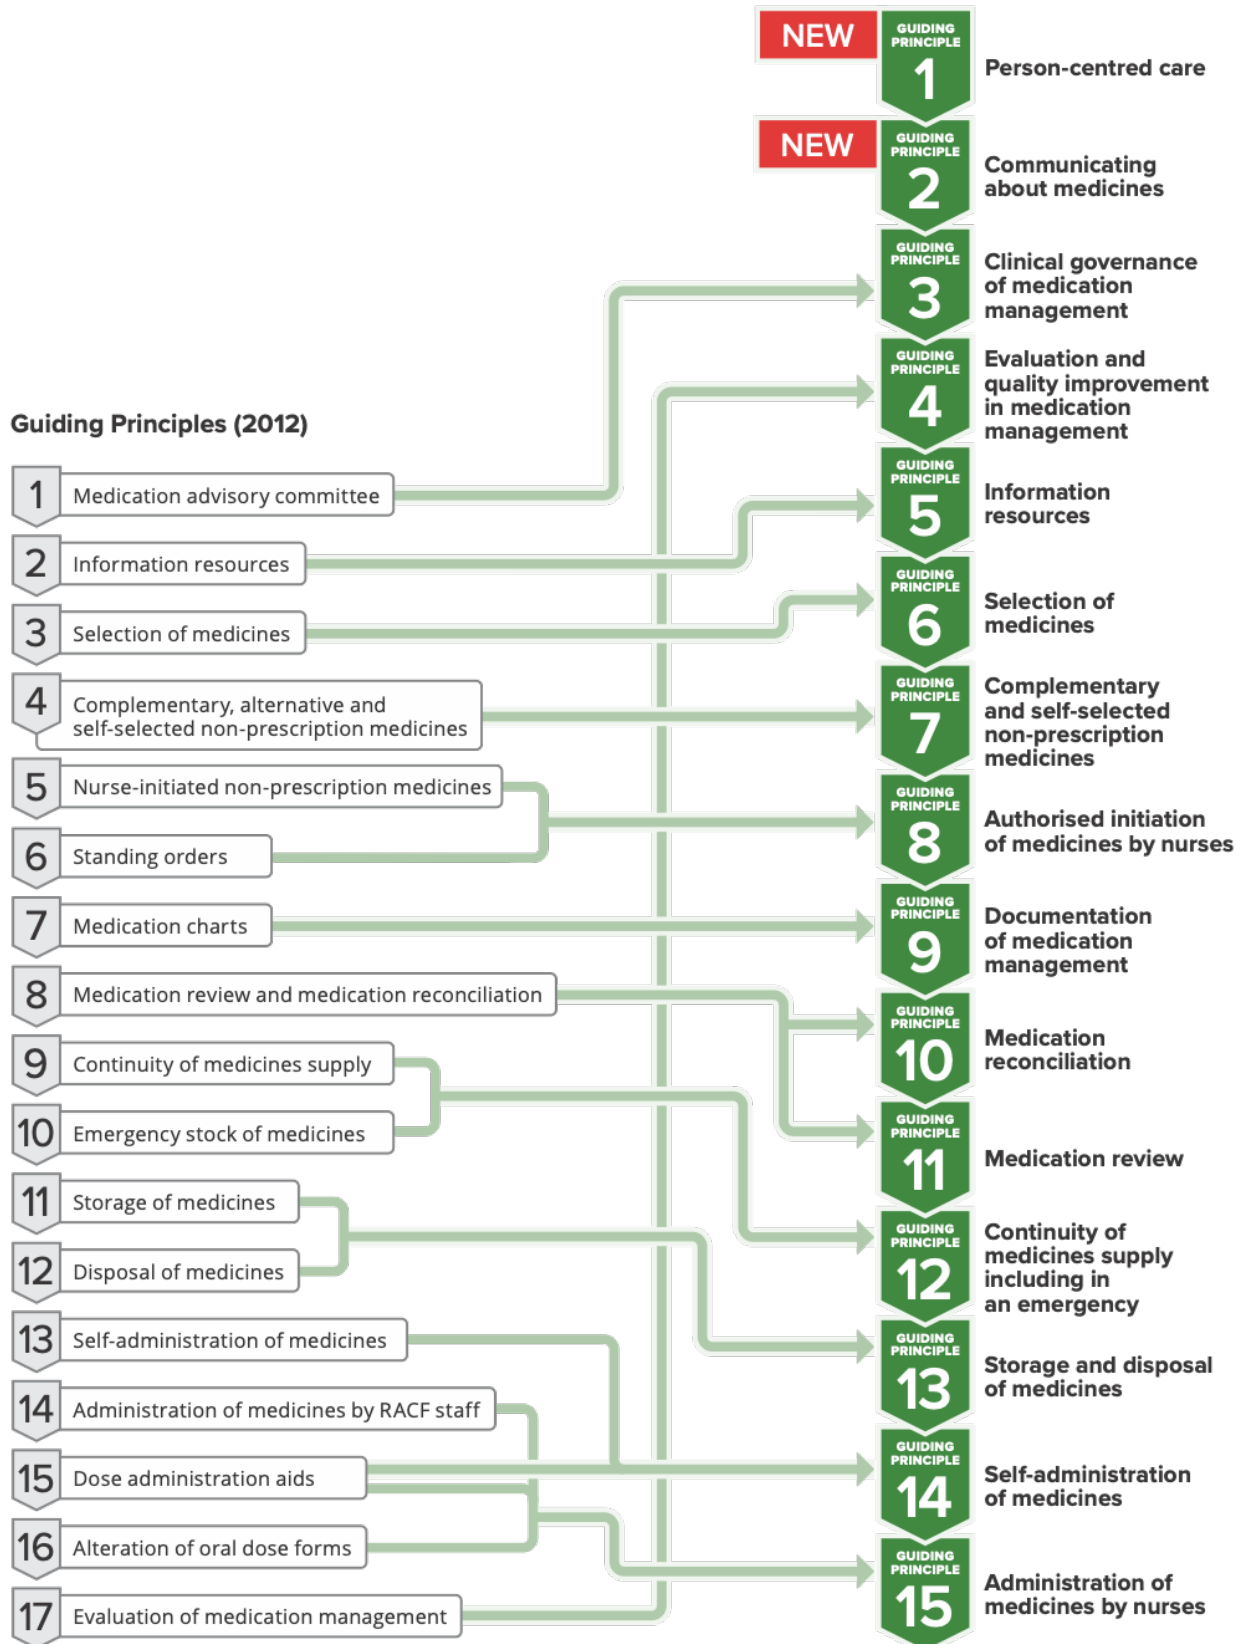 NEW
GUIDING
PRINCIPLE
1
Person-centred care
NEW
GUIDING
PRINCIPLE
2
Communicating
about medicines
GUIDING
PRINCIPLE
3
Clinical governance
of medication
management
GUIDING
PRINCIPLE
4
Evaluation and
quality improvement
in medication
management
GUIDING
PRINCIPLE
5
Information
resources
GUIDING
PRINCIPLE
6
Selection of
medicines
GUIDING
PRINCIPLE
7
Complementary
and self-selected
non-prescription
medicines
GUIDING
PRINCIPLE
8
Authorised initiation
of medicines by nurses
GUIDING
PRINCIPLE
9
Documentation
of medication
management
GUIDING
PRINCIPLE
10
Medication
reconciliation
GUIDING
PRINCIPLE
11
Medication review
GUIDING
PRINCIPLE
12
Continuity of
medicines supply
including in
an emergency
GUIDING
PRINCIPLE
13
Storage and disposal
of medicines
GUIDING
PRINCIPLE
14
Self-administration
of medicines
GUIDING
PRINCIPLE
15
Administration of
medicines by nurses
Guiding Principles (2012)
1 Medication advisory committee
2 Information resources
3 Selection of medicines
4 Complementary, alternative and
self-selected non-prescription medicines
5 Nurse-initiated non-prescription medicines
6 Standing orders
7 Medication charts
8 Medication review and medication reconciliation
9 Continuity of medicines supply
10 Emergency stock of medicines
11 Storage of medicines
12 Disposal of medicines
13 Self-administration of medicines
14 Administration of medicines by RACF staff
15 Dose administration aids
16 Alteration of oral dose forms
17 Evaluation of medication management